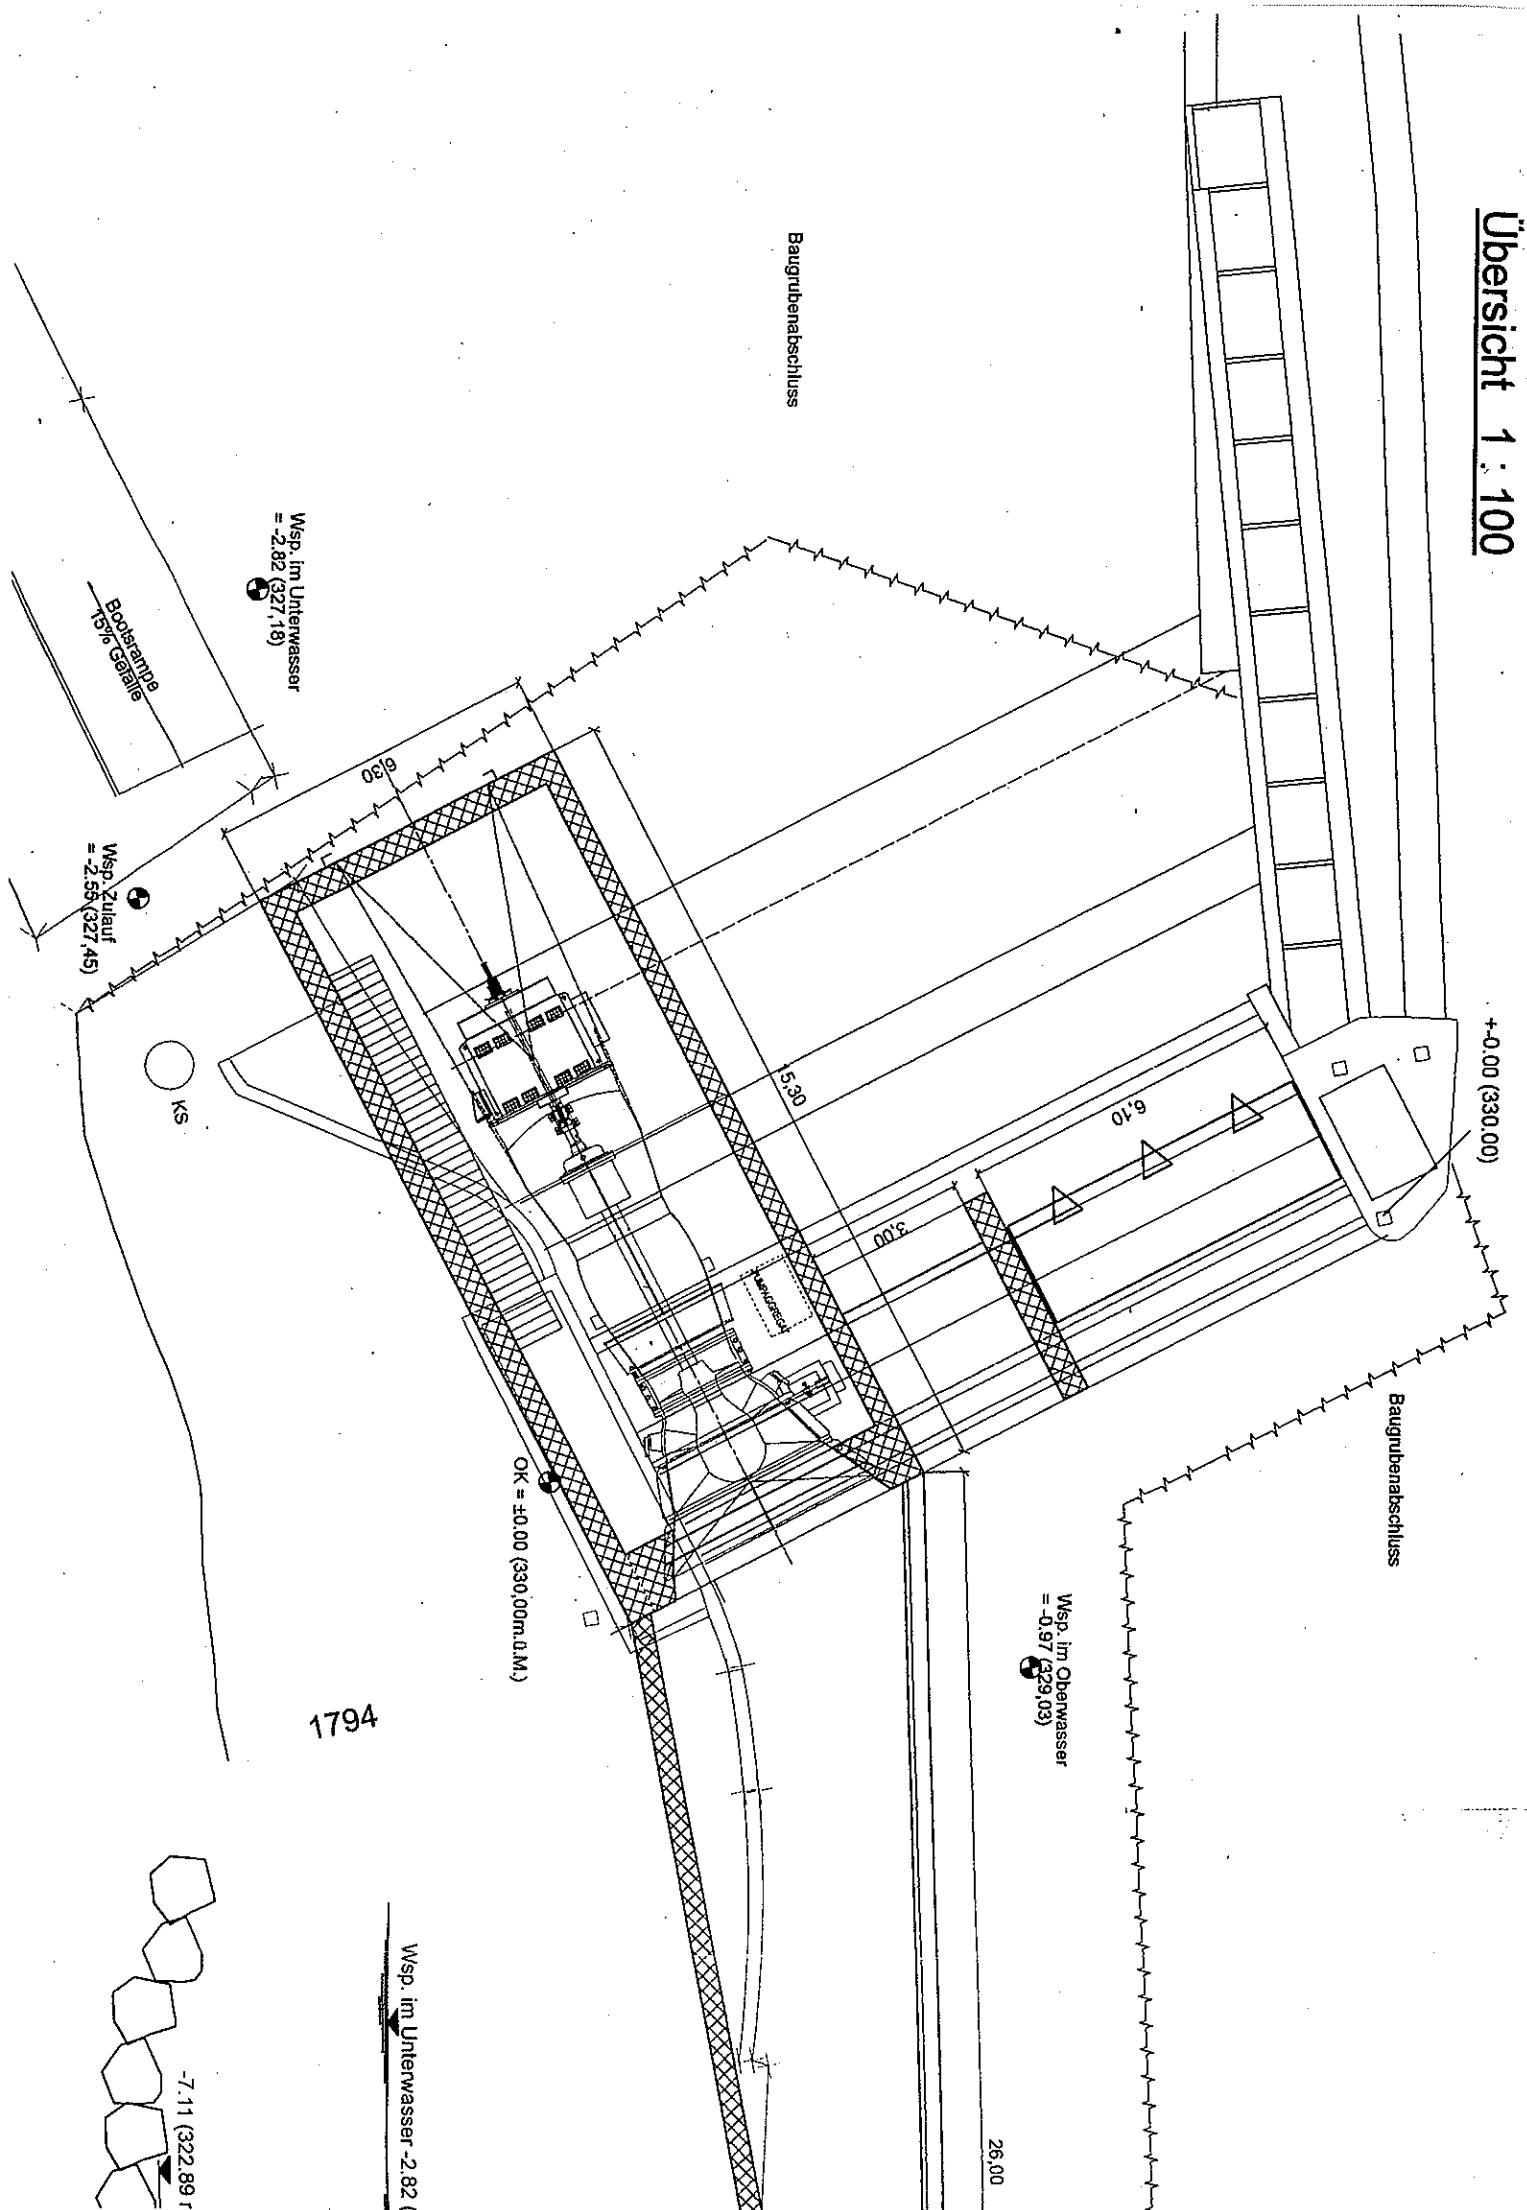 Übersicht 1 : 100
+-0.00 (330.00)
Baugrubenabschluss
Baugrubenabschluss
Wsp. im Oberwasser
= -0.97 (329,03)
6,10
3,00
15,30
6,30
26,00
Wsp. im Unterwasser
= -2.82 (327,18)
Bootsrampe
15% Gefälle
Wsp. Zulauf
= -2.55 (327,45)
KS
OK = ±0.00 (330,00m.ü.M.)
1794
Wsp. im Unterwasser -2.82 (
-7.11 (322.89